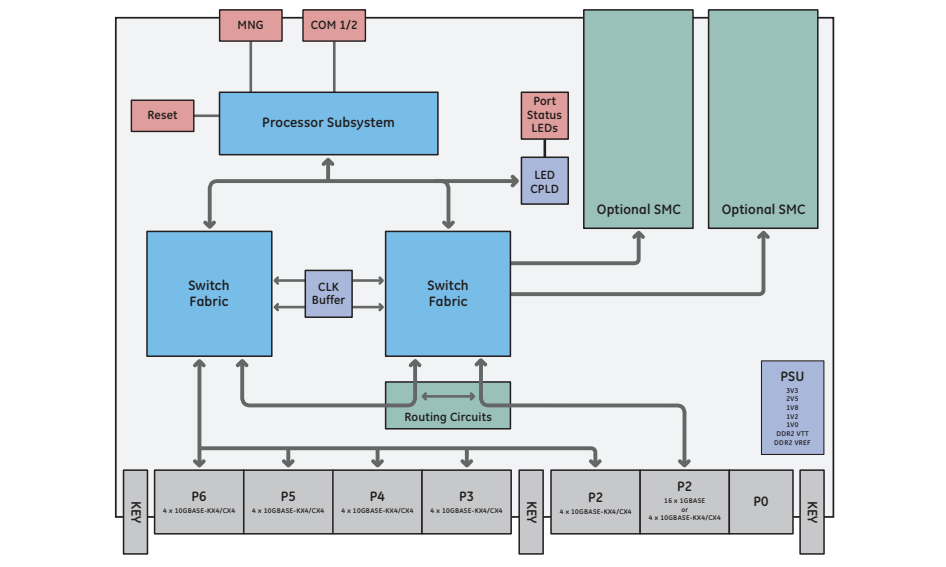 MNG
COM 1/2
Reset
Processor Subsystem
Port
Status
LEDs
LED
CPLD
Optional SMC
Optional SMC
Switch
Fabric
CLK
Buffer
Switch
Fabric
Routing Circuits
PSU
3V3
2V5
1V8
1V2
1V0
DDR2 VTT
DDR2 VREF
KEY
P6
4 x 10GBASE-KX4/CX4
P5
4 x 10GBASE-KX4/CX4
P4
4 x 10GBASE-KX4/CX4
P3
4 x 10GBASE-KX4/CX4
KEY
P2
4 x 10GBASE-KX4/CX4
P2
16 x 1GBASE
or
4 x 10GBASE-KX4/CX4
P0
KEY